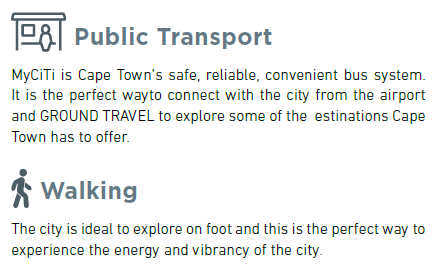 Public Transport
MyCiTi is Cape Town's safe, reliable, convenient bus system.
It is the perfect wayto connect with the city from the airport
and GROUND TRAVEL to explore some of the  estinations Cape
Town has to offer.
Walking
The city is ideal to explore on foot and this is the perfect way to
experience the energy and vibrancy of the city.